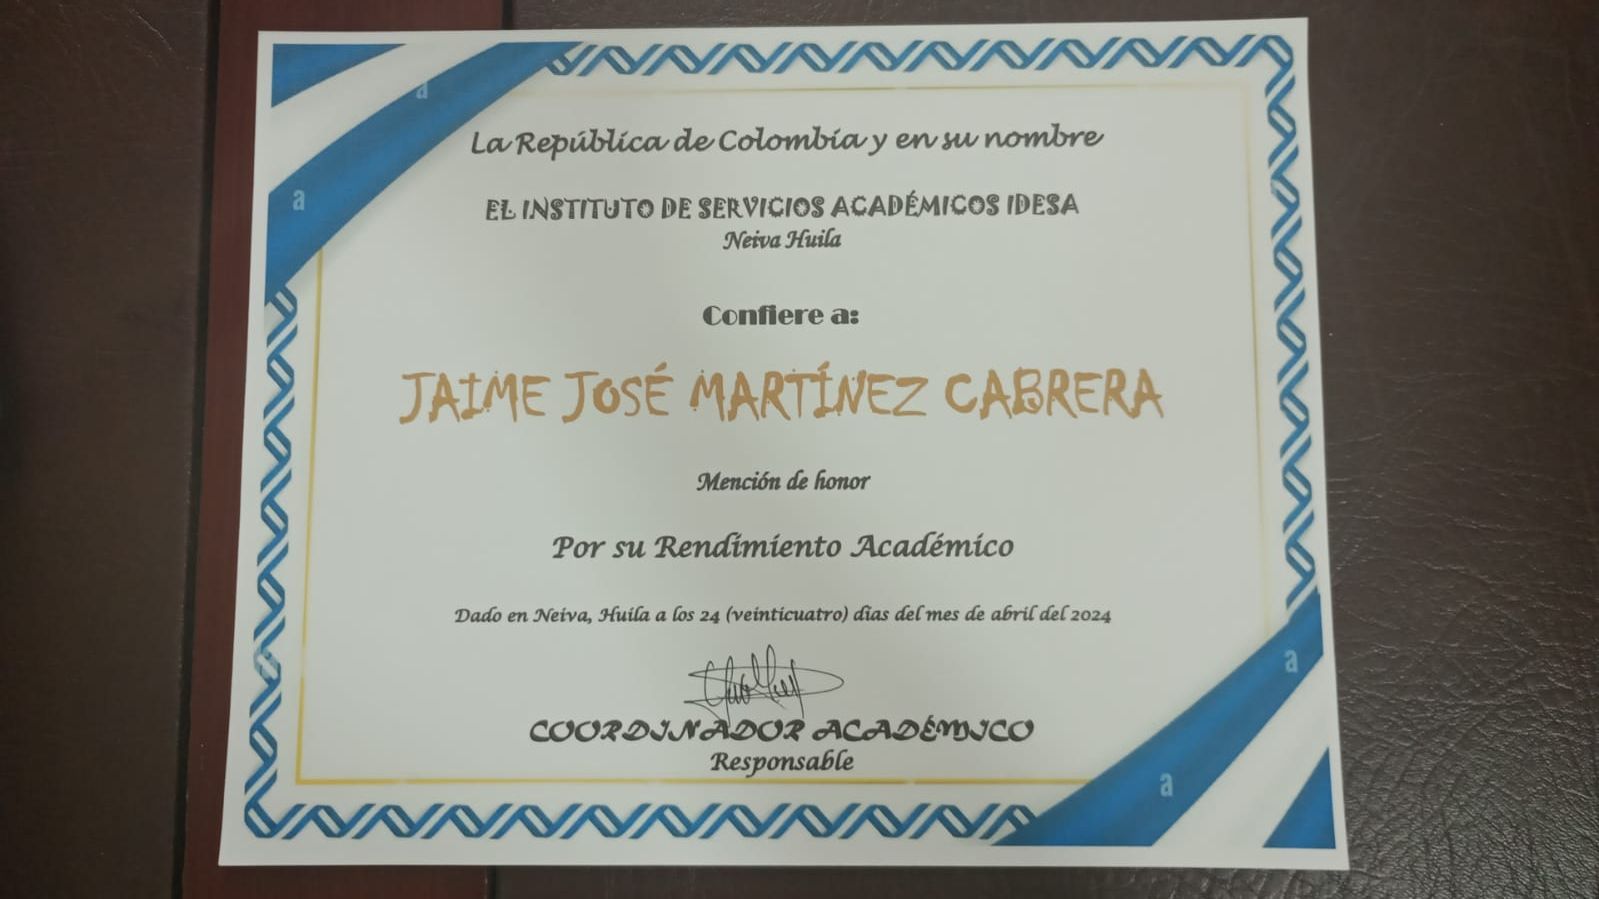 La República de Colombia y en su nombre
EL INSTITUTO DE SERVICIOS ACADÉMICOS IDESA
Neiva Huila
Confiere a:
JAIME JOSÉ MARTÍNEZ CABRERA
Mención de honor
Por su Rendimiento Académico
Dado en Neiva, Huila a los 24 (veinticuatro) días del mes de abril del 2024
COORDINADOR ACADÉMICO
Responsable